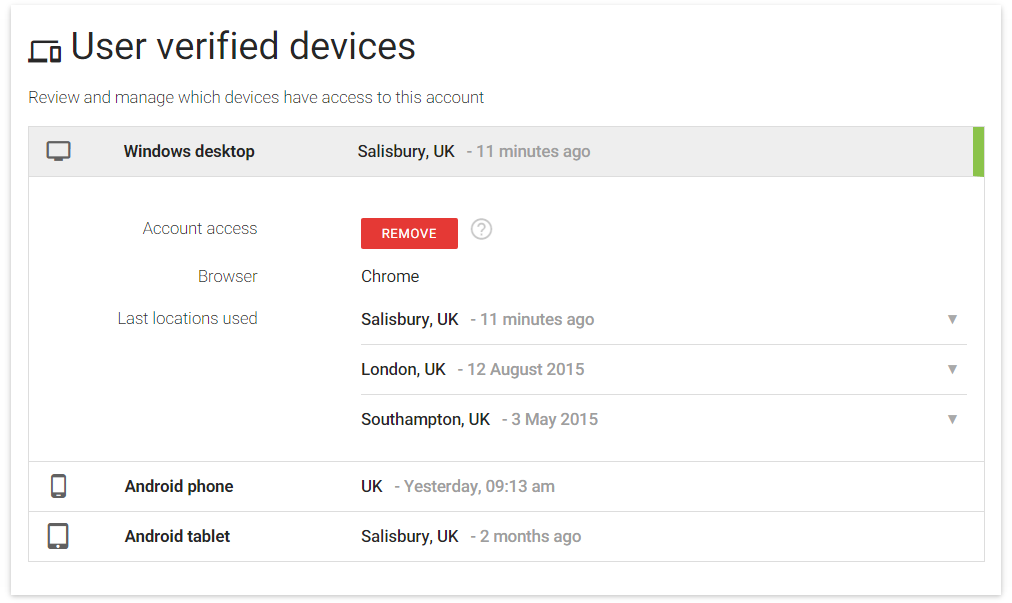 User verified devices
Review and manage which devices have access to this account
Windows desktop Salisbury, UK - 11 minutes ago
Account access REMOVE ?
Browser Chrome
Last locations used Salisbury, UK - 11 minutes ago ▼
London, UK - 12 August 2015 ▼
Southampton, UK - 3 May 2015 ▼
Android phone UK - Yesterday, 09:13 am
Android tablet Salisbury, UK - 2 months ago